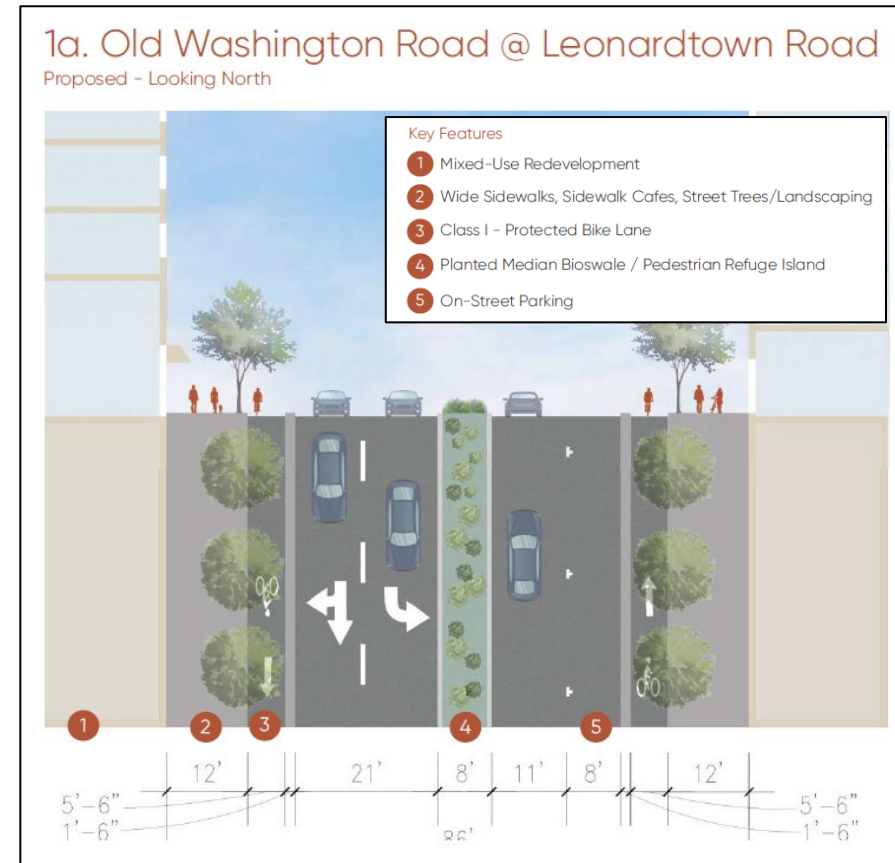 1a. Old Washington Road @ Leonardtown Road
Proposed - Looking North
Key Features
1 Mixed-Use Redevelopment
2 Wide Sidewalks, Sidewalk Cafes, Street Trees/Landscaping
3 Class I - Protected Bike Lane
4 Planted Median Bioswale / Pedestrian Refuge Island
5 On-Street Parking
1 2 3 4 5
12' 21' 8' 11' 8' 12'
5'-6" 5'-6"
1'-6" 1'-6"
86'